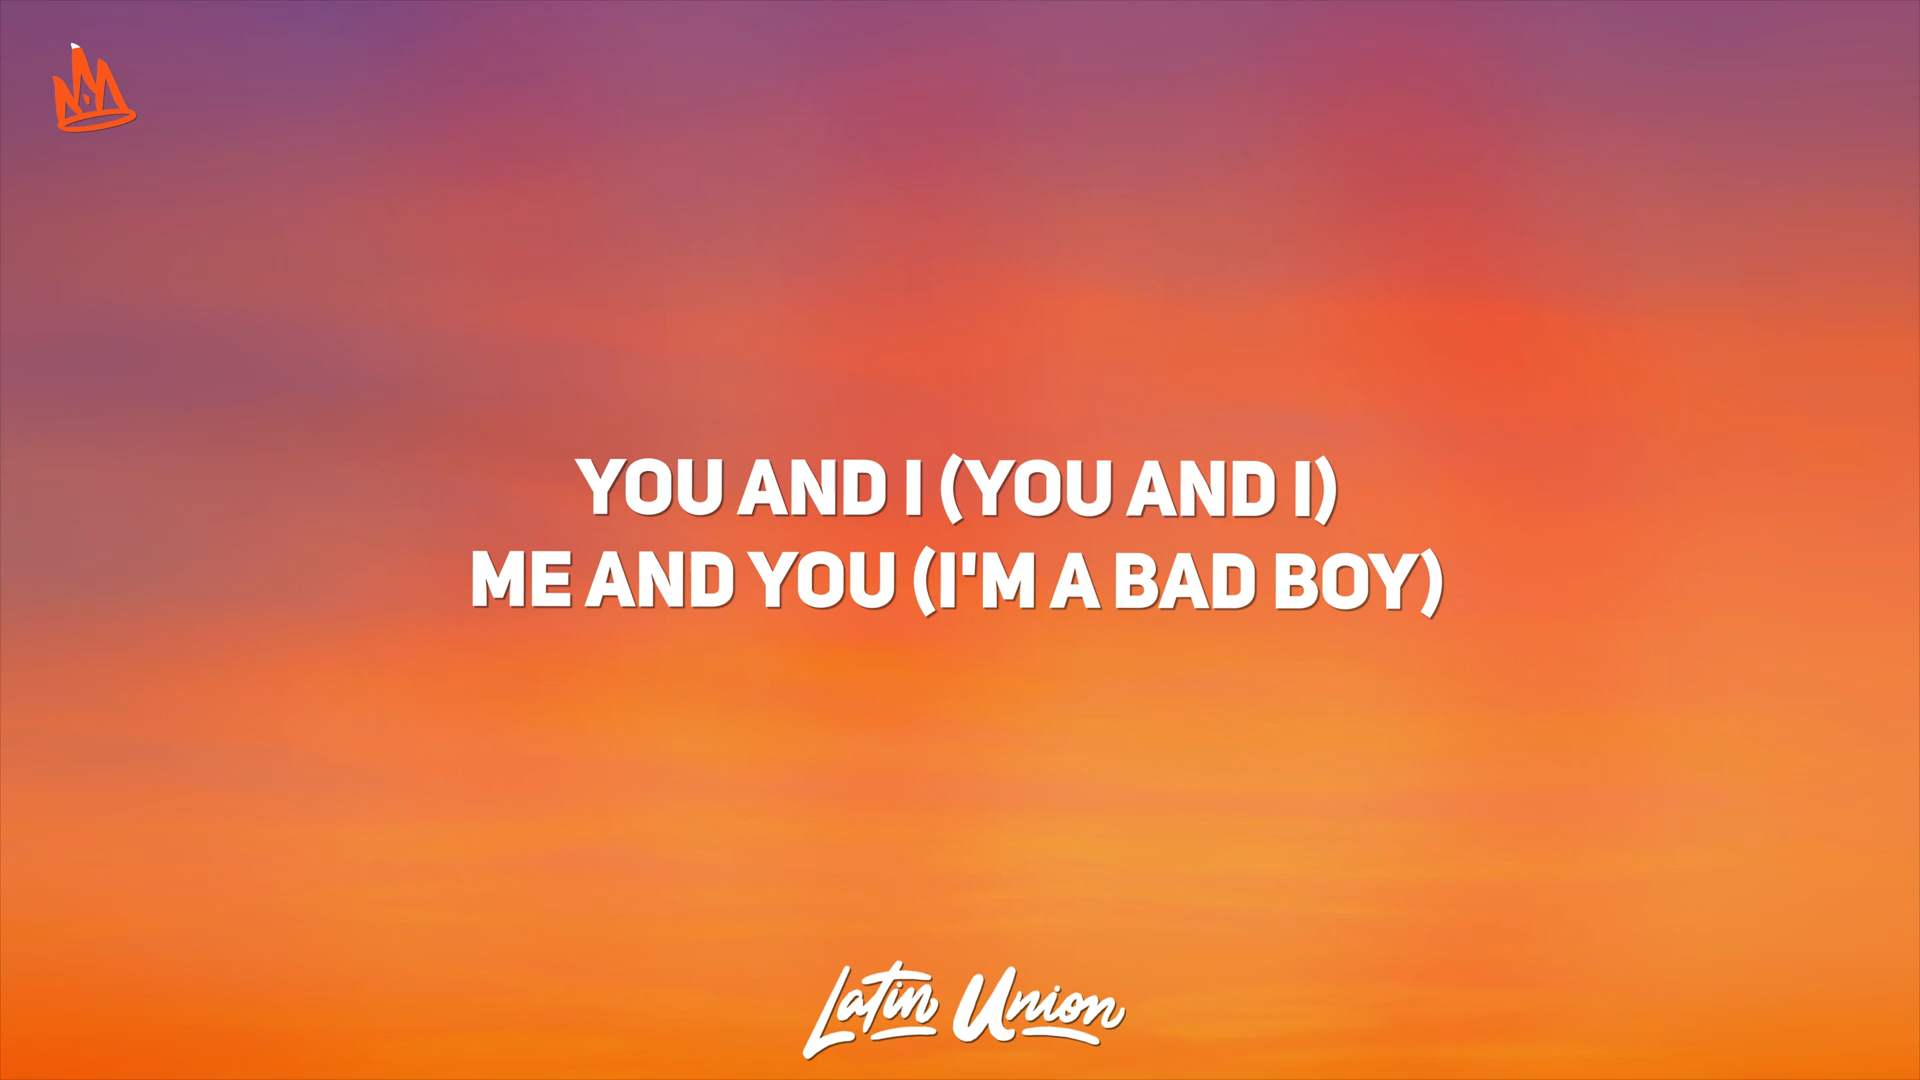 YOU AND I (YOU AND I)
ME AND YOU (I'M A BAD BOY)
Latin Union